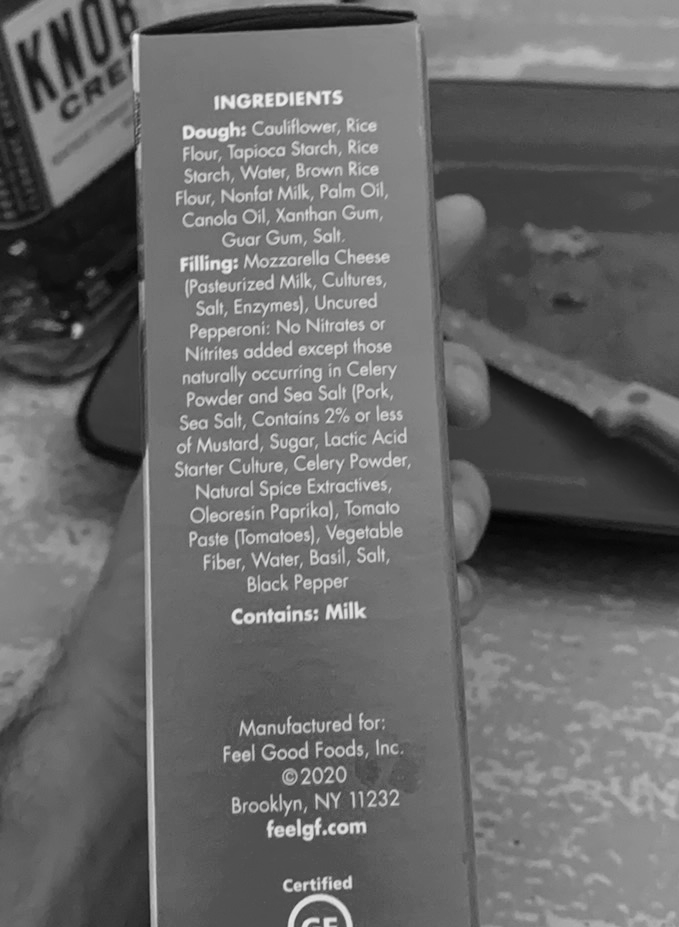 KNOB
CREE
INGREDIENTS
Dough: Cauliflower, Rice
Flour, Tapioca Starch, Rice
Starch, Water, Brown Rice
Flour, Nonfat Milk, Palm Oil,
Canola Oil, Xanthan Gum,
Guar Gum, Salt.
Filling: Mozzarella Cheese
(Pasteurized Milk, Cultures,
Salt, Enzymes), Uncured
Pepperoni: No Nitrates or
Nitrites added except those
naturally occurring in Celery
Powder and Sea Salt (Pork,
Sea Salt, Contains 2% or less
of Mustard, Sugar, Lactic Acid
Starter Culture, Celery Powder,
Natural Spice Extractives,
Oleoresin Paprika), Tomato
Paste (Tomatoes), Vegetable
Fiber, Water, Basil, Salt,
Black Pepper
Contains: Milk
Manufactured for:
Feel Good Foods, Inc.
©2020
Brooklyn, NY 11232
feelgf.com
Certified
GF